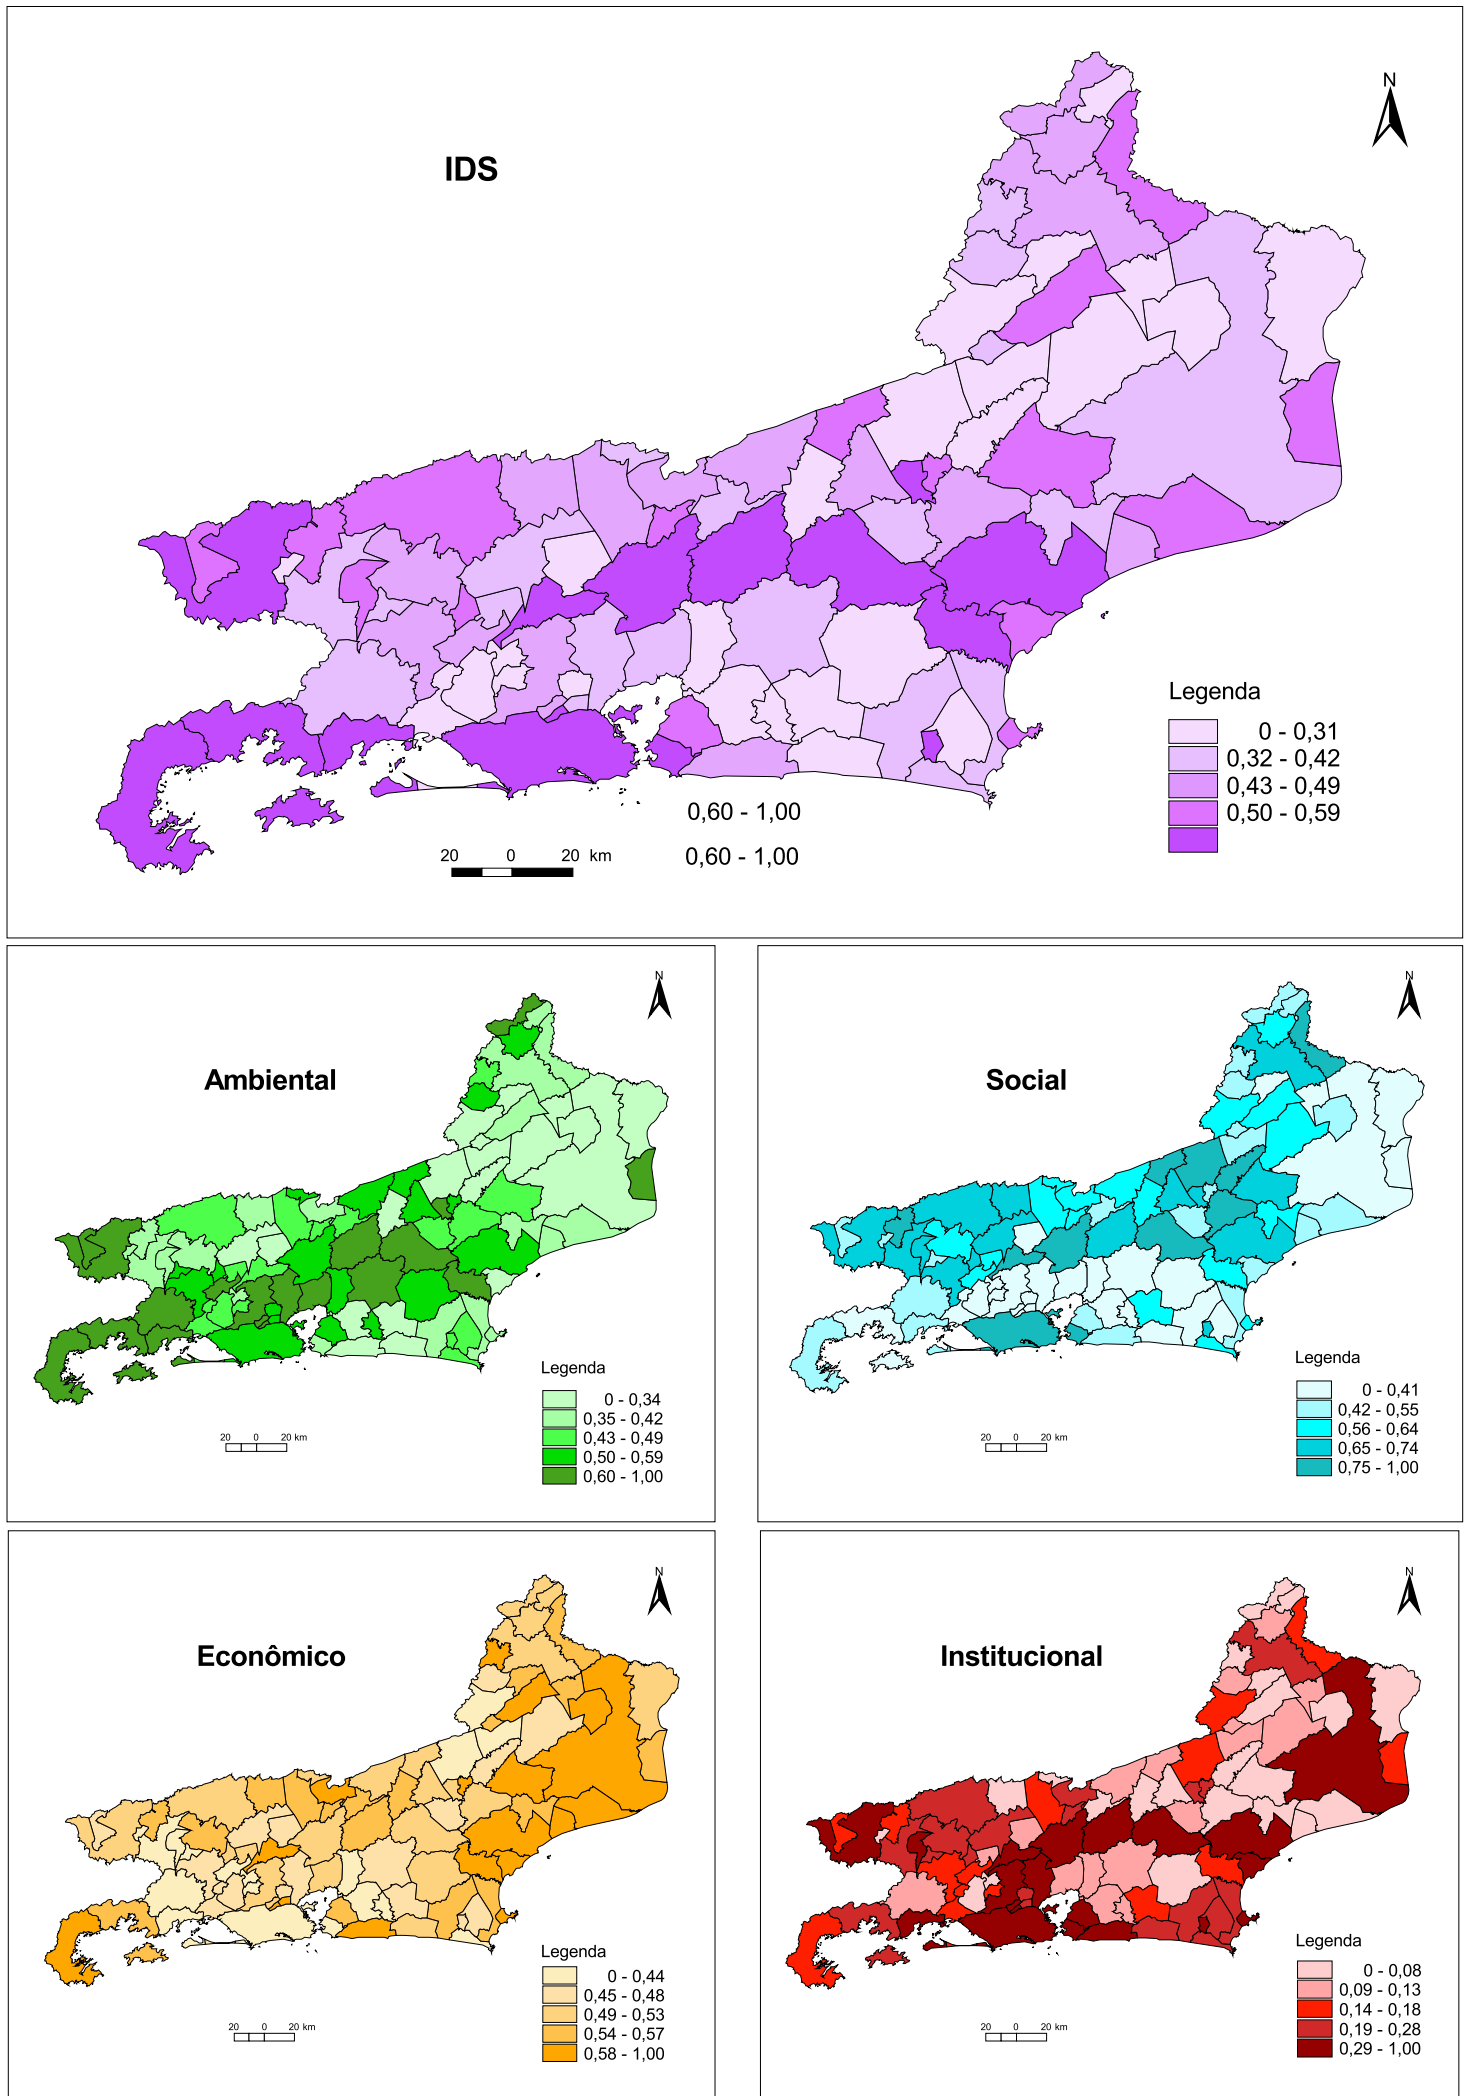 IDS
N
Legenda
0 - 0,31
0,32 - 0,42
0,43 - 0,49
0,50 - 0,59
0,60 - 1,00
0,60 - 1,00
20 0 20 km
Ambiental
N
Legenda
0 - 0,34
0,35 - 0,42
0,43 - 0,49
0,50 - 0,59
0,60 - 1,00
20 0 20 km
Social
N
Legenda
0 - 0,41
0,42 - 0,55
0,56 - 0,64
0,65 - 0,74
0,75 - 1,00
20 0 20 km
Econômico
N
Legenda
0 - 0,44
0,45 - 0,48
0,49 - 0,53
0,54 - 0,57
0,58 - 1,00
20 0 20 km
Institucional
N
Legenda
0 - 0,08
0,09 - 0,13
0,14 - 0,18
0,19 - 0,28
0,29 - 1,00
20 0 20 km